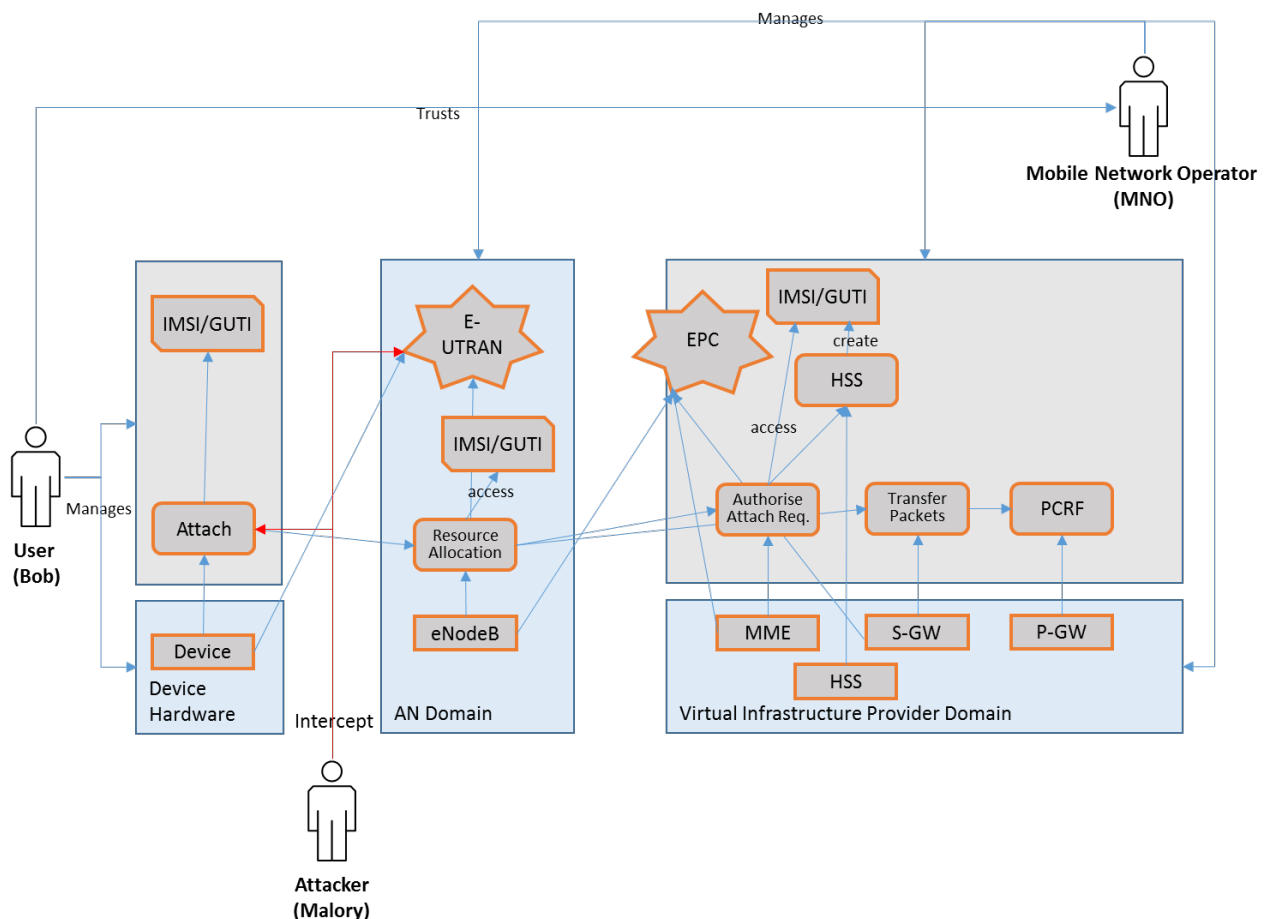 Manages
Trusts
Mobile Network Operator
(MNO)
IMSI/GUTI
E-
UTRAN
IMSI/GUTI
EPC
create
HSS
IMSI/GUTI
access
access
Manages
User
(Bob)
Attach
Resource
Allocation
Authorise
Attach Req.
Transfer
Packets
PCRF
Device
eNodeB
MME
S-GW
P-GW
HSS
Device
Hardware
Intercept
AN Domain
Virtual Infrastructure Provider Domain
Attacker
(Malory)